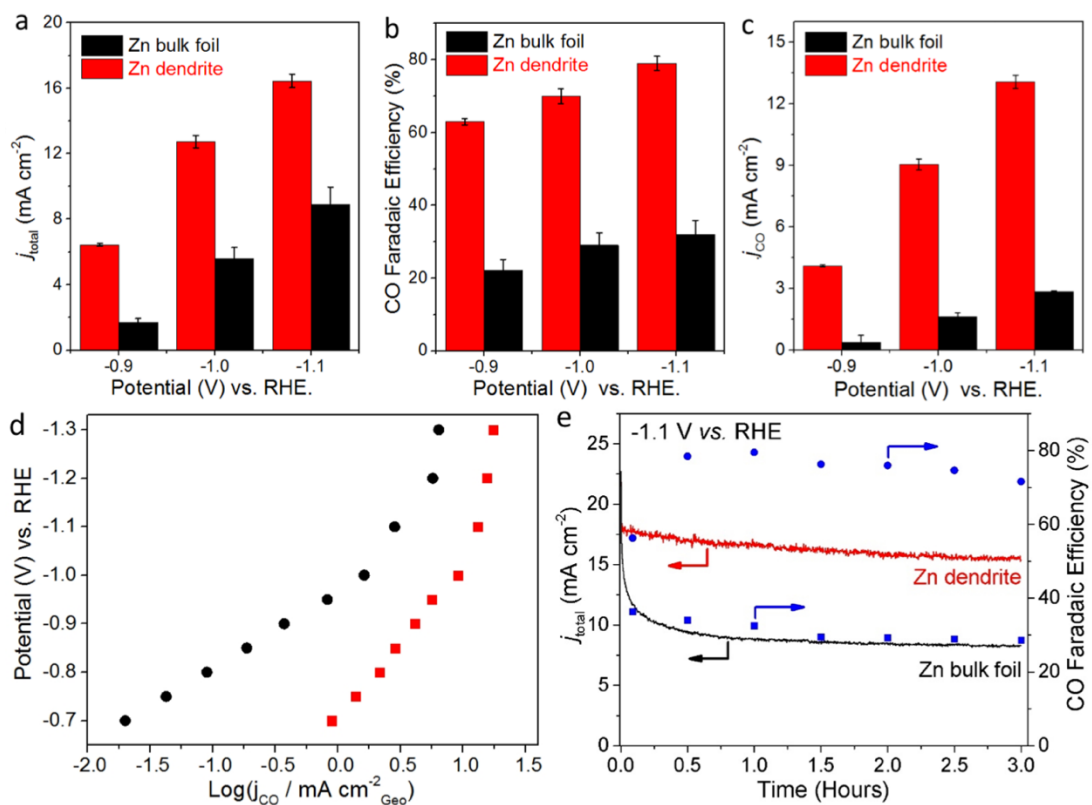 a
20
16
12
8
4
0
j_total (mA cm⁻²)
Zn bulk foil
Zn dendrite
-0.9
-1.0
-1.1
Potential (V) vs. RHE.
b
80
60
40
20
0
CO Faradaic Efficiency (%)
Zn bulk foil
Zn dendrite
-0.9
-1.0
-1.1
Potential (V) vs. RHE.
c
15
12
9
6
3
0
j_CO (mA cm⁻²)
Zn bulk foil
Zn dendrite
-0.9
-1.0
-1.1
Potential (V) vs. RHE.
d
-1.3
-1.2
-1.1
-1.0
-0.9
-0.8
-0.7
Potential (V) vs. RHE
-2.0
-1.5
-1.0
-0.5
0.0
0.5
1.0
1.5
Log(j_CO / mA cm⁻²_Geo)
e
-1.1 V vs. RHE
25
20
15
10
5
0
j_total (mA cm⁻²)
Zn dendrite
Zn bulk foil
80
60
40
20
0
CO Faradaic Efficiency (%)
0.0
0.5
1.0
1.5
2.0
2.5
3.0
Time (Hours)